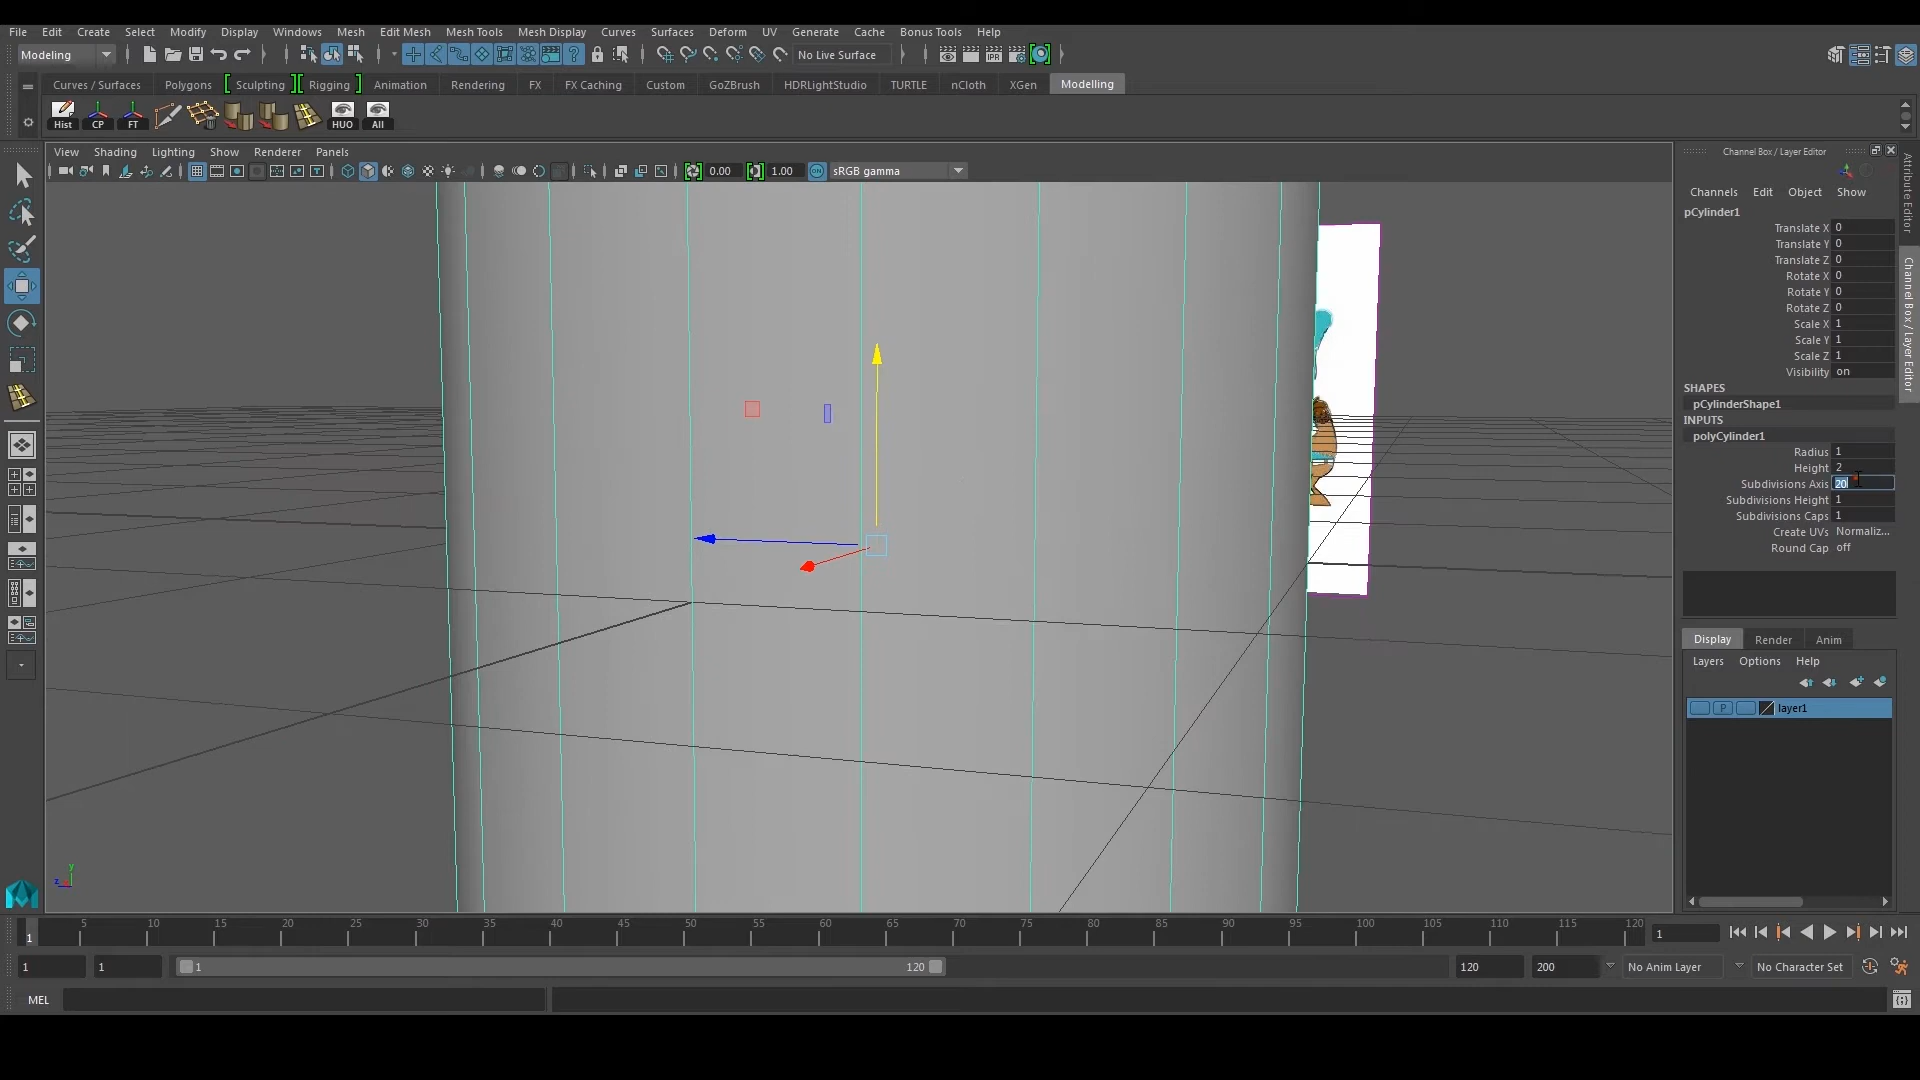 File Edit Create Select Modify Display Windows Mesh Edit Mesh Mesh Tools Mesh Display Curves Surfaces Deform UV Generate Cache Bonus Tools Help
Modeling No Live Surface IPR
Curves / Surfaces Polygons Sculpting Rigging Animation Rendering FX FX Caching Custom GoZBrush HDRLightStudio TURTLE nCloth XGen Modelling
Hist CP FT HUO All
View Shading Lighting Show Renderer Panels
0.00 1.00 sRGB gamma
Channel Box / Layer Editor
Channels Edit Object Show
pCylinder1
Translate X 0
Translate Y 0
Translate Z 0
Rotate X 0
Rotate Y 0
Rotate Z 0
Scale X 1
Scale Y 1
Scale Z 1
Visibility on
SHAPES
pCylinderShape1
INPUTS
polyCylinder1
Radius 1
Height 2
Subdivisions Axis 20
Subdivisions Height 1
Subdivisions Caps 1
Create UVs Normaliz...
Round Cap off
Attribute Editor
Channel Box / Layer Editor
Display Render Anim
Layers Options Help
P layer1
y
z
5 10 15 20 25 30 35 40 45 50 55 60 65 70 75 80 85 90 95 100 105 110 115 120
1 1
1 1 1 120 120 200 No Anim Layer No Character Set
MEL